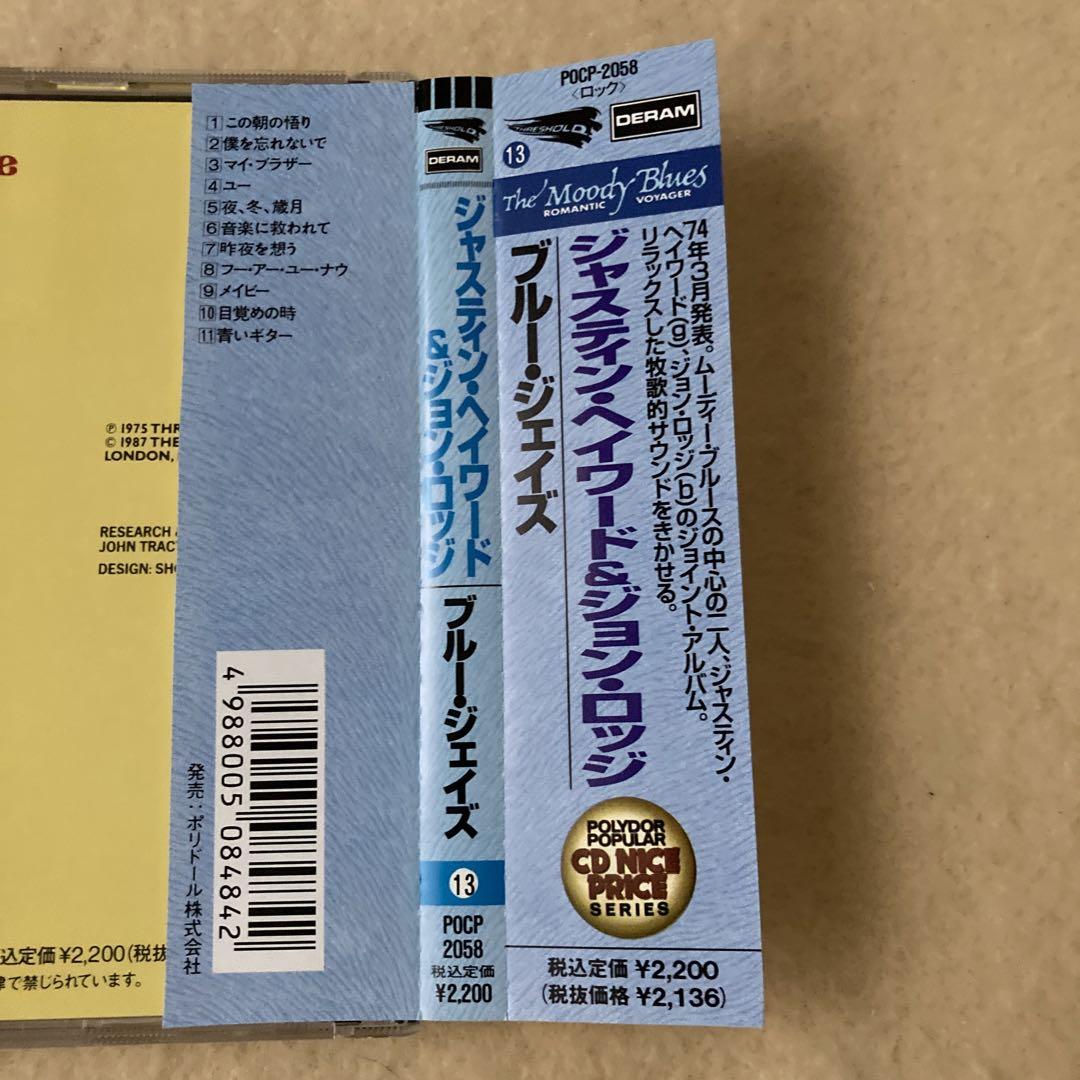 1 この朝の悟り
2 僕を忘れないで
3 マイ・ブラザー
4 ユー
5 夜、冬、歳月
6 音楽に救われて
7 昨夜を想う
8 フー・アー・ユー・ナウ
9 メイビー
10 目覚めの時
11 青いギター
℗ 1975 THR
© 1987 THE
LONDON,
RESEARCH
JOHN TRAC
DESIGN: SH
4 988005 084842
発売:ポリドール株式会社
込定価¥2,200(税抜
律で禁じられています。
THRESHOLD
DERAM
ジャスティン・ヘイワード
&ジョン・ロッジ
ブルー・ジェイズ
13
POCP
2058
税込定価
¥2,200
POCP-2058
〈ロック〉
THRESHOLD
DERAM
13
The Moody Blues
ROMANTIC VOYAGER
74年3月発表。ムーディー・ブルースの中心の二人、ジャスティン・
ヘイワード(g)、ジョン・ロッジ(b)のジョイント・アルバム。
リラックスした牧歌的サウンドをきかせる。
ジャスティン・ヘイワード&ジョン・ロッジ
ブルー・ジェイズ
POLYDOR
POPULAR
CD NICE
PRICE
SERIES
税込定価 ¥2,200
(税抜価格 ¥2,136)